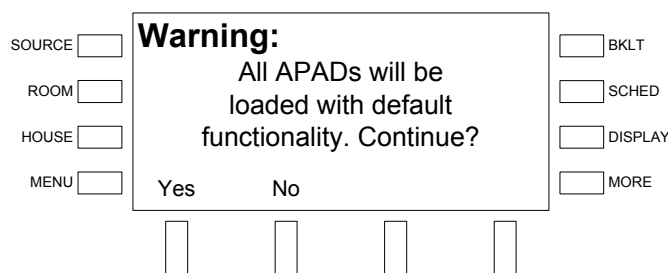 Warning:
SOURCE
BKLT
All APADs will be
ROOM
SCHED
loaded with default
HOUSE
functionality. Continue?
DISPLAY
MENU
Yes No
MORE